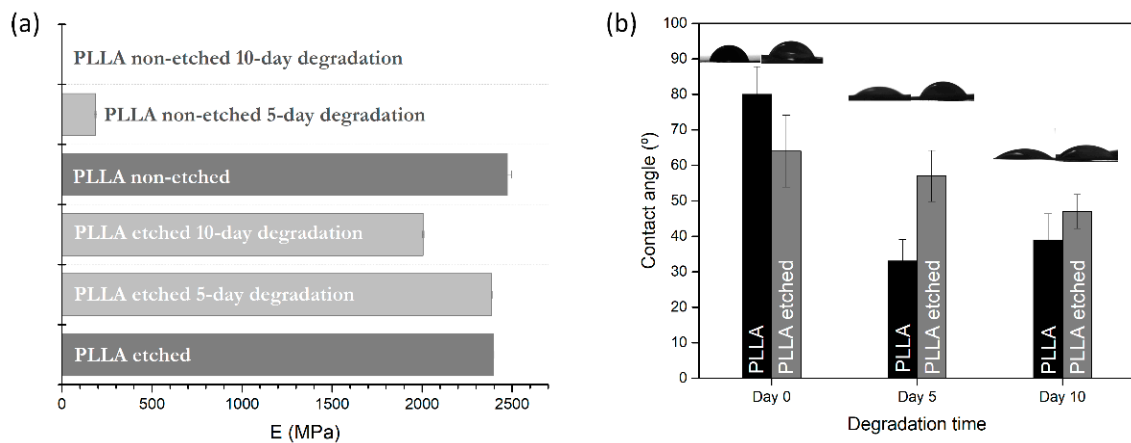 (a)
PLLA non-etched 10-day degradation
PLLA non-etched 5-day degradation
PLLA non-etched
PLLA etched 10-day degradation
PLLA etched 5-day degradation
PLLA etched
0 500 1000 1500 2000 2500
E (MPa)
(b)
100
90
80
70
60
50
40
30
20
10
0
Contact angle (º)
PLLA
PLLA etched
PLLA
PLLA etched
PLLA
PLLA etched
Day 0 Day 5 Day 10
Degradation time